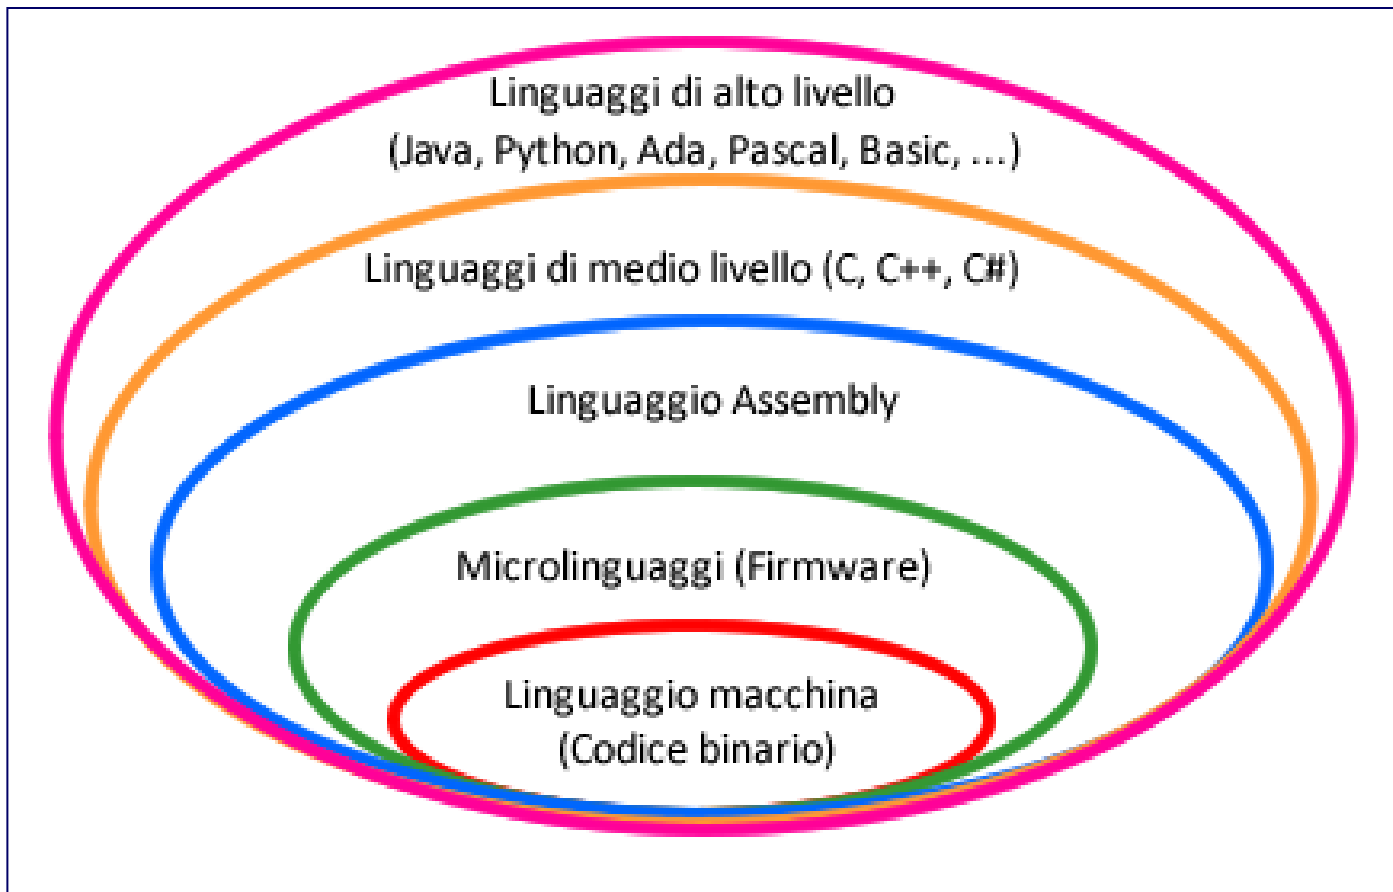 Linguaggi di alto livello
(Java, Python, Ada, Pascal, Basic, ...)
Linguaggi di medio livello (C, C++, C#)
Linguaggio Assembly
Microlinguaggi (Firmware)
Linguaggio macchina
(Codice binario)